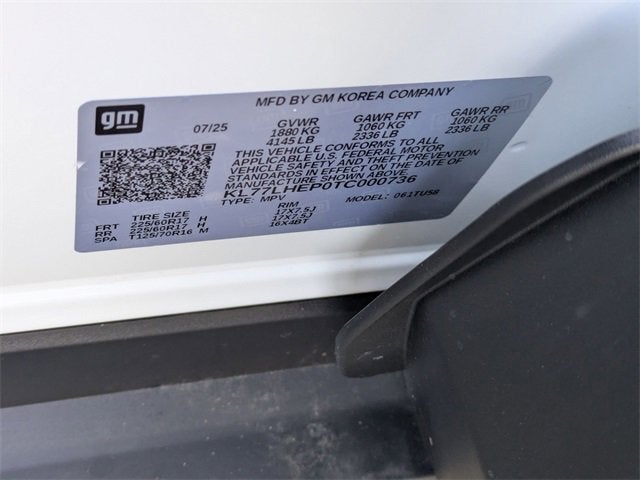 MFD BY GM KOREA COMPANY
gm
07/25
GVWR GAWR FRT GAWR RR
1880 KG 1060 KG 1060 KG
4145 LB 2336 LB 2336 LB
THIS VEHICLE CONFORMS TO ALL
APPLICABLE U.S. FEDERAL MOTOR
VEHICLE SAFETY AND THEFT PREVENTION
STANDARDS IN EFFECT ON THE DATE OF
MANUFACTURE SHOWN ABOVE.
KL77LHEP0TC000736
TYPE: MPV MODEL: 061TU58
TIRE SIZE RIM
FRT 225/60R17 H 17X7.5J
RR 225/60R17 H 17X7.5J
SPA T125/70R16 M 16X4BT